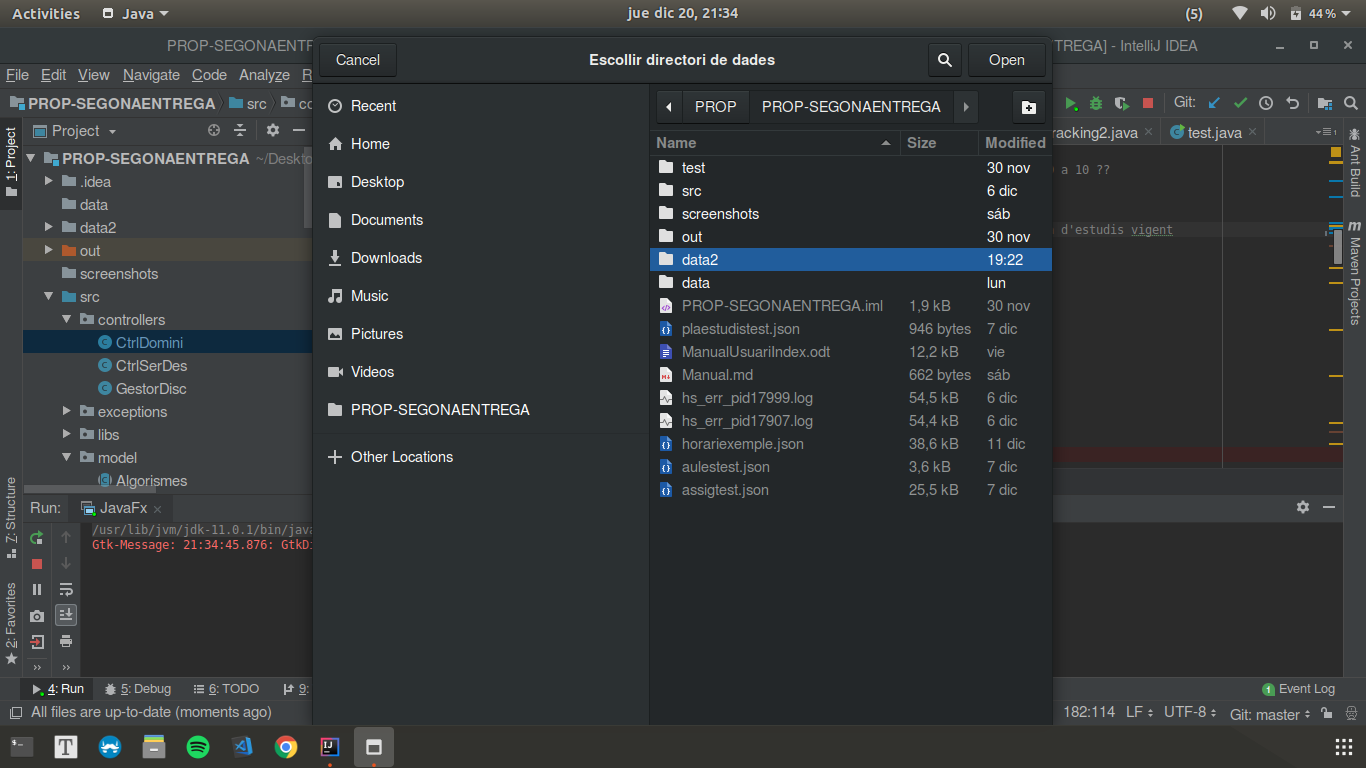 Activities Java jue dic 20, 21:34 (5) 44 %
PROP-SEGONAENTR TREGA] - IntelliJ IDEA
Cancel Escollir directori de dades Open
File Edit View Navigate Code Analyze R
PROP-SEGONAENTREGA src co
Git:
Recent
Home
Desktop
Documents
Downloads
Music
Pictures
Videos
PROP-SEGONAENTREGA
Other Locations
PROP PROP-SEGONAENTREGA
Name Size Modified
test 30 nov
src 6 dic
screenshots sáb
out 30 nov
data2 19:22
data lun
PROP-SEGONAENTREGA.iml 1,9 kB 30 nov
plaestudistest.json 946 bytes 7 dic
ManualUsuariIndex.odt 12,2 kB vie
Manual.md 662 bytes sáb
hs_err_pid17999.log 54,5 kB 6 dic
hs_err_pid17907.log 54,4 kB 6 dic
horariexemple.json 38,6 kB 11 dic
aulestest.json 3,6 kB 7 dic
assigtest.json 25,5 kB 7 dic
1: Project
Project
PROP-SEGONAENTREGA ~/Deskto
.idea
data
data2
out
screenshots
src
controllers
CtrlDomini
CtrlSerDes
GestorDisc
exceptions
libs
model
Algorismes
racking2.java test.java
a 10 ??
d'estudis vigent
Ant Build
Maven Projects
Z: Structure
2: Favorites
Run: JavaFx
/usr/lib/jvm/jdk-11.0.1/bin/java
Gtk-Message: 21:34:45.876: GtkDi
4: Run 5: Debug 6: TODO 9: 1 Event Log
All files are up-to-date (moments ago) 182:114 LF UTF-8 Git: master